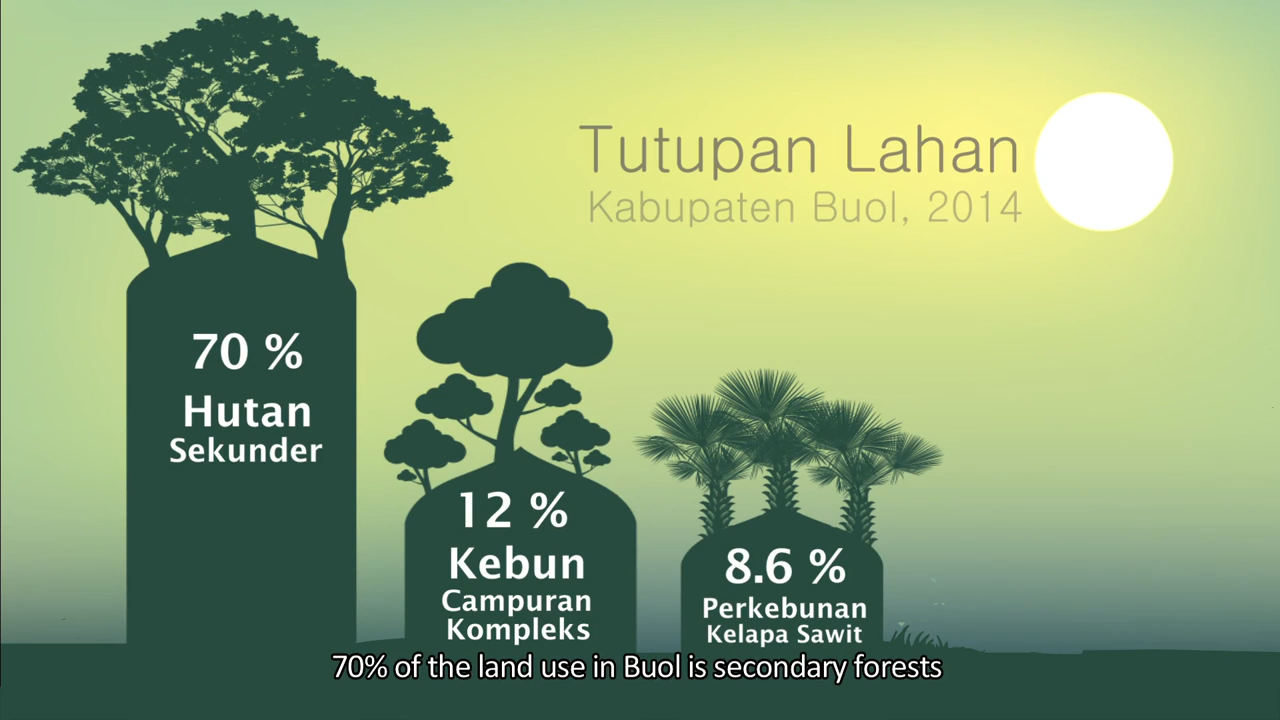 Tutupan Lahan
Kabupaten Buol, 2014
70 %
Hutan
Sekunder
12 %
Kebun
Campuran
Kompleks
8.6 %
Perkebunan
Kelapa Sawit
70% of the land use in Buol is secondary forests